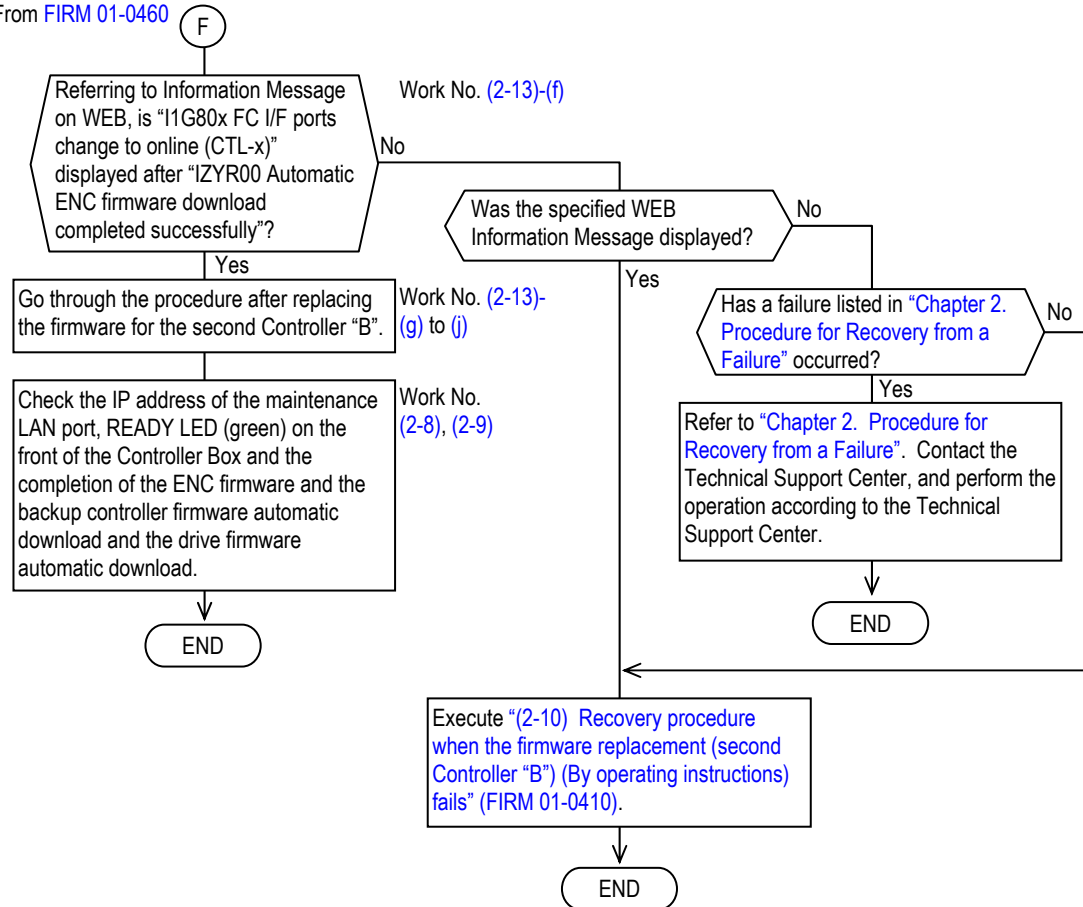 From FIRM 01-0460
F
Referring to Information Message
on WEB, is “I1G80x FC I/F ports
change to online (CTL-x)”
displayed after “IZYR00 Automatic
ENC firmware download
completed successfully”?
Work No. (2-13)-(f)
No
Yes
Was the specified WEB
Information Message displayed?
No
Yes
Go through the procedure after replacing
the firmware for the second Controller “B”.
Work No. (2-13)-
(g) to (j)
Has a failure listed in “Chapter 2.
Procedure for Recovery from a
Failure” occurred?
No
Yes
Check the IP address of the maintenance
LAN port, READY LED (green) on the
front of the Controller Box and the
completion of the ENC firmware and the
backup controller firmware automatic
download and the drive firmware
automatic download.
Work No.
(2-8), (2-9)
Refer to “Chapter 2.  Procedure for
Recovery from a Failure”.  Contact the
Technical Support Center, and perform the
operation according to the Technical
Support Center.
END
END
Execute “(2-10)  Recovery procedure
when the firmware replacement (second
Controller “B”) (By operating instructions)
fails” (FIRM 01-0410).
END